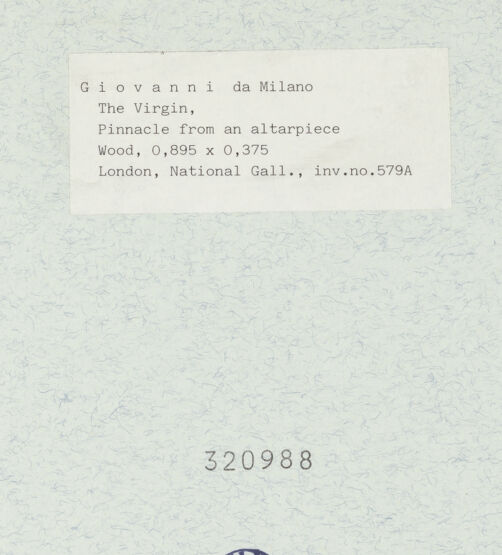 Giovanni da Milano
The Virgin,
Pinnacle from an altarpiece
Wood, 0,895 x 0,375
London, National Gall., inv.no.579A
320988